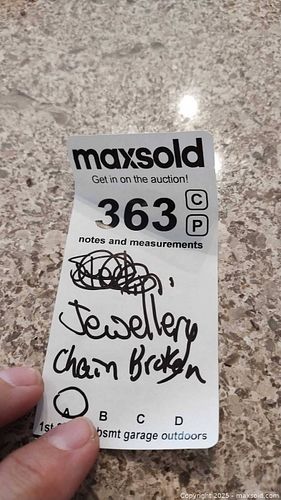 maxsold
Get in on the auction!
363 C
P
notes and measurements
Jewellery
Chain Broken
A B C D
1st bsmt garage outdoors
Copyright 2025 - maxsold.com